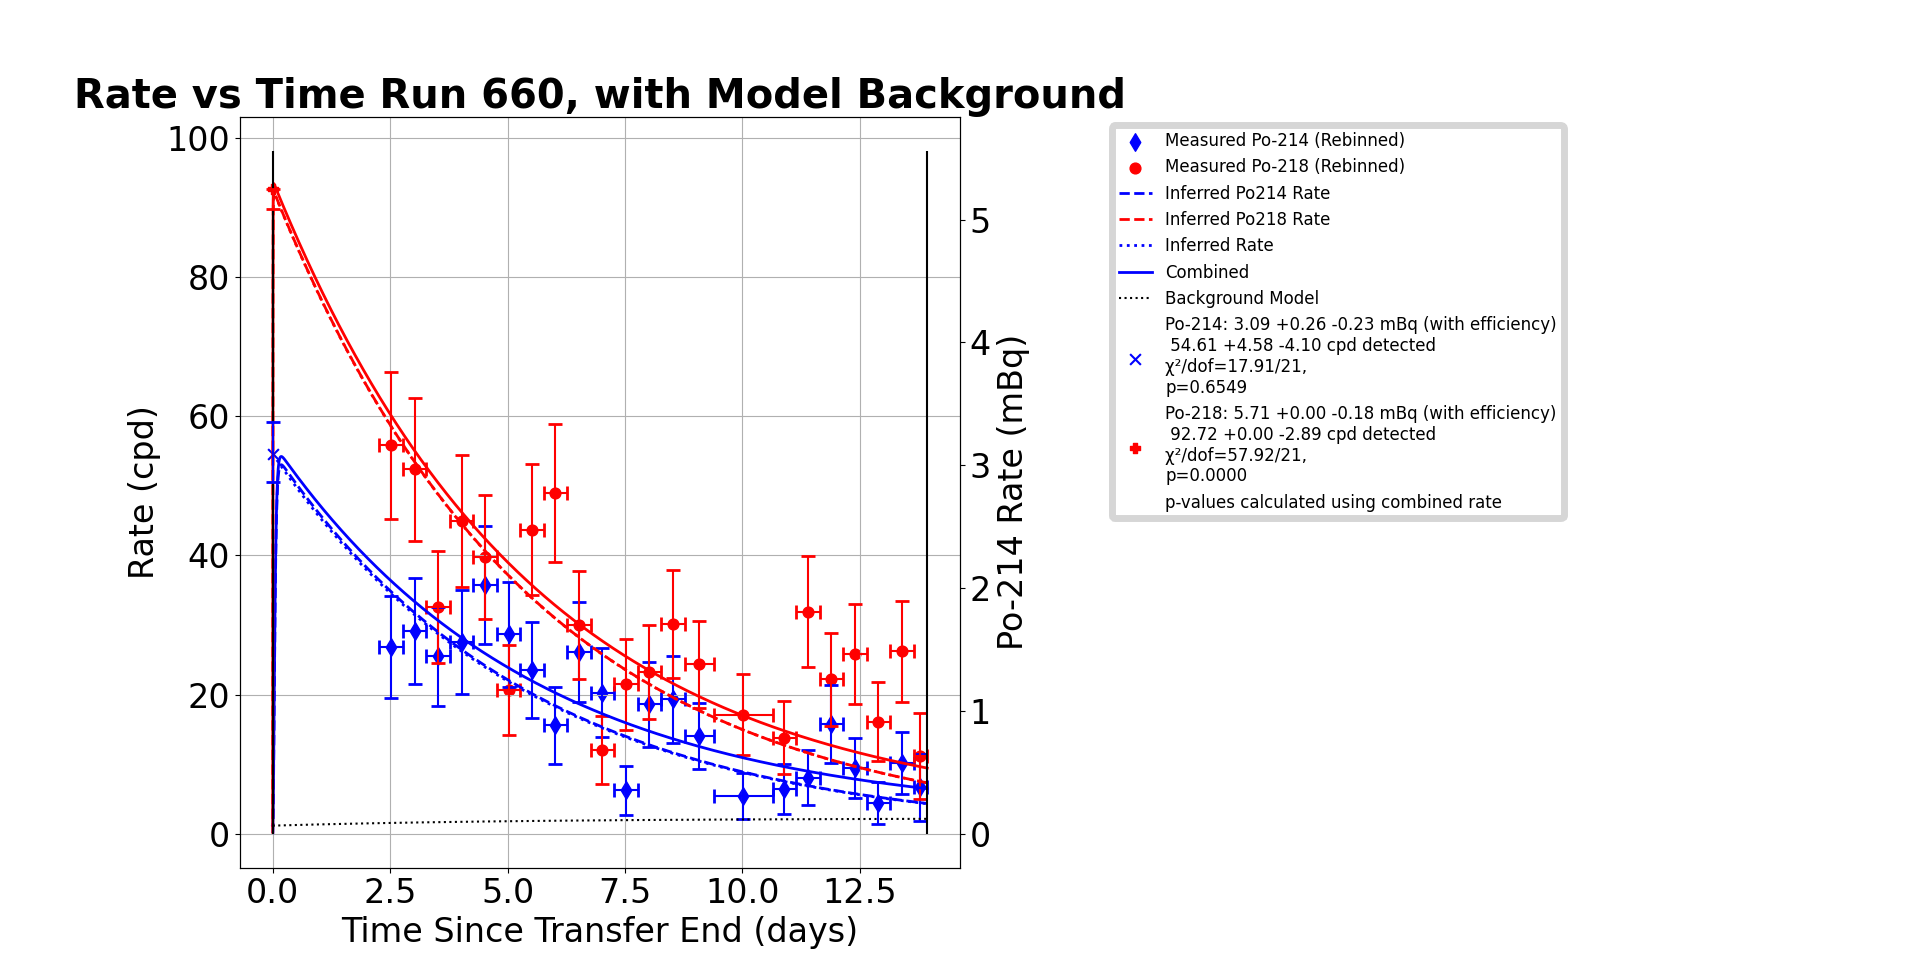 Rate vs Time Run 660, with Model Background
100
80
60
40
20
0
Rate (cpd)
5
4
3
2
1
0
Po-214 Rate (mBq)
0.0 2.5 5.0 7.5 10.0 12.5
Time Since Transfer End (days)
Measured Po-214 (Rebinned)
Measured Po-218 (Rebinned)
Inferred Po214 Rate
Inferred Po218 Rate
Inferred Rate
Combined
Background Model
Po-214: 3.09 +0.26 -0.23 mBq (with efficiency)
54.61 +4.58 -4.10 cpd detected
χ²/dof=17.91/21,
p=0.6549
Po-218: 5.71 +0.00 -0.18 mBq (with efficiency)
92.72 +0.00 -2.89 cpd detected
χ²/dof=57.92/21,
p=0.0000
p-values calculated using combined rate